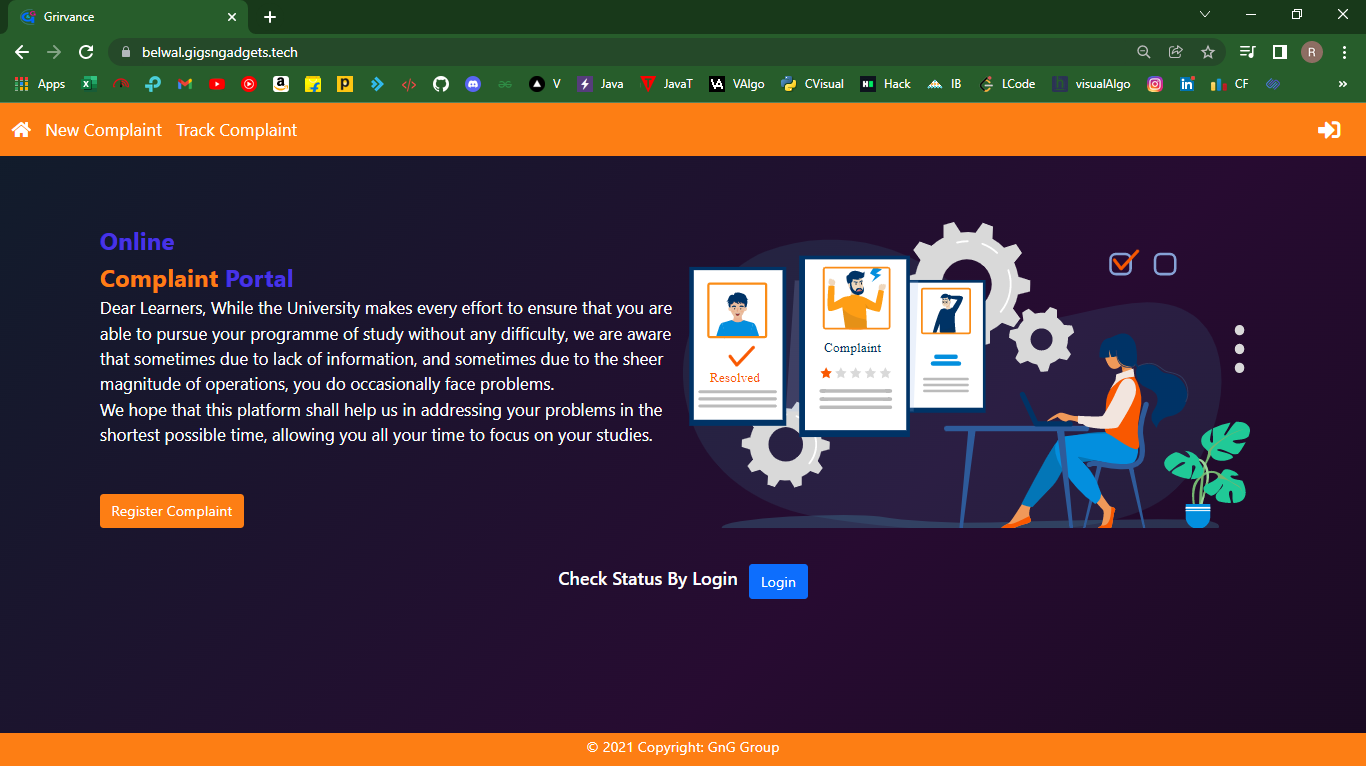 Grirvance
belwal.gigsngadgets.tech
R
Apps
V
Java
JavaT
VAlgo
CVisual
Hack
IB
LCode
visualAlgo
CF
»
New Complaint Track Complaint
Online
Complaint Portal
Dear Learners, While the University makes every effort to ensure that you are
able to pursue your programme of study without any difficulty, we are aware
that sometimes due to lack of information, and sometimes due to the sheer
magnitude of operations, you do occasionally face problems.
We hope that this platform shall help us in addressing your problems in the
shortest possible time, allowing you all your time to focus on your studies.
Register Complaint
Resolved
Complaint
Check Status By Login
Login
© 2021 Copyright: GnG Group